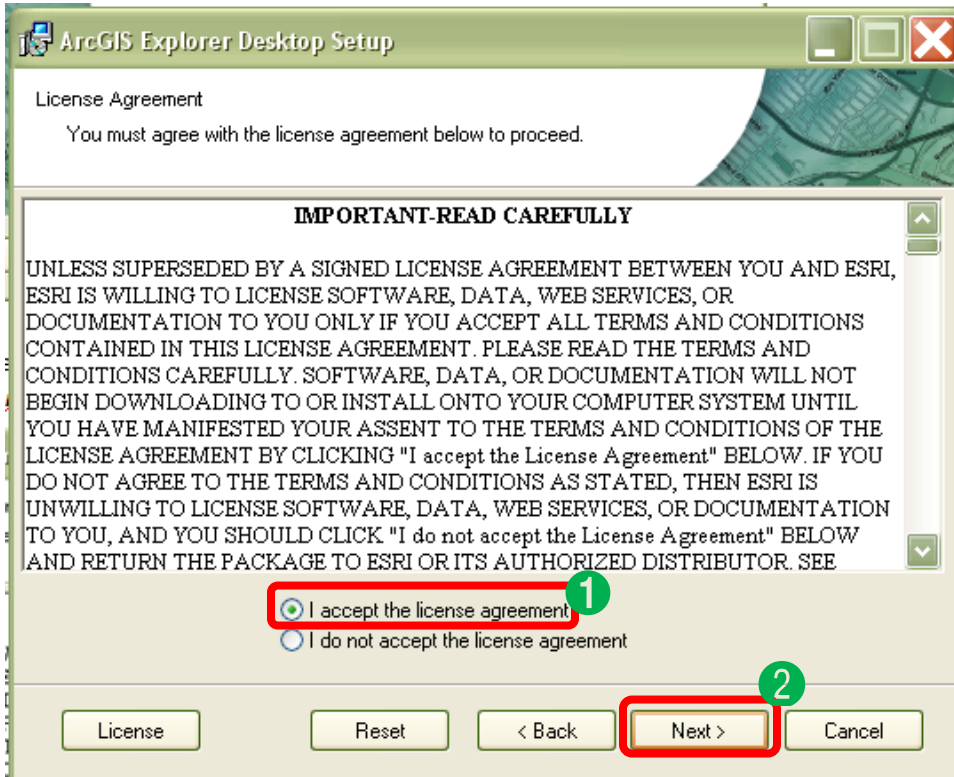 ArcGIS Explorer Desktop Setup
License Agreement
You must agree with the license agreement below to proceed.
IMPORTANT-READ CAREFULLY
UNLESS SUPERSEDED BY A SIGNED LICENSE AGREEMENT BETWEEN YOU AND ESRI,
ESRI IS WILLING TO LICENSE SOFTWARE, DATA, WEB SERVICES, OR
DOCUMENTATION TO YOU ONLY IF YOU ACCEPT ALL TERMS AND CONDITIONS
CONTAINED IN THIS LICENSE AGREEMENT. PLEASE READ THE TERMS AND
CONDITIONS CAREFULLY. SOFTWARE, DATA, OR DOCUMENTATION WILL NOT
BEGIN DOWNLOADING TO OR INSTALL ONTO YOUR COMPUTER SYSTEM UNTIL
YOU HAVE MANIFESTED YOUR ASSENT TO THE TERMS AND CONDITIONS OF THE
LICENSE AGREEMENT BY CLICKING "I accept the License Agreement" BELOW. IF YOU
DO NOT AGREE TO THE TERMS AND CONDITIONS AS STATED, THEN ESRI IS
UNWILLING TO LICENSE SOFTWARE, DATA, WEB SERVICES, OR DOCUMENTATION
TO YOU, AND YOU SHOULD CLICK "I do not accept the License Agreement" BELOW
AND RETURN THE PACKAGE TO ESRI OR ITS AUTHORIZED DISTRIBUTOR. SEE
I accept the license agreement 1
I do not accept the license agreement
2
License Reset < Back Next > Cancel